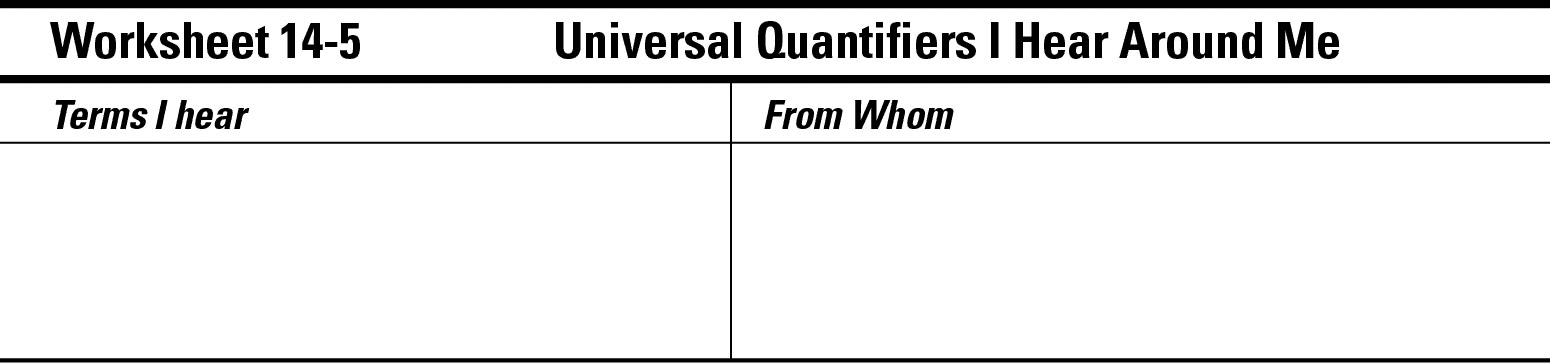 Worksheet 14-5 Universal Quantifiers I Hear Around Me
Terms I hear From Whom